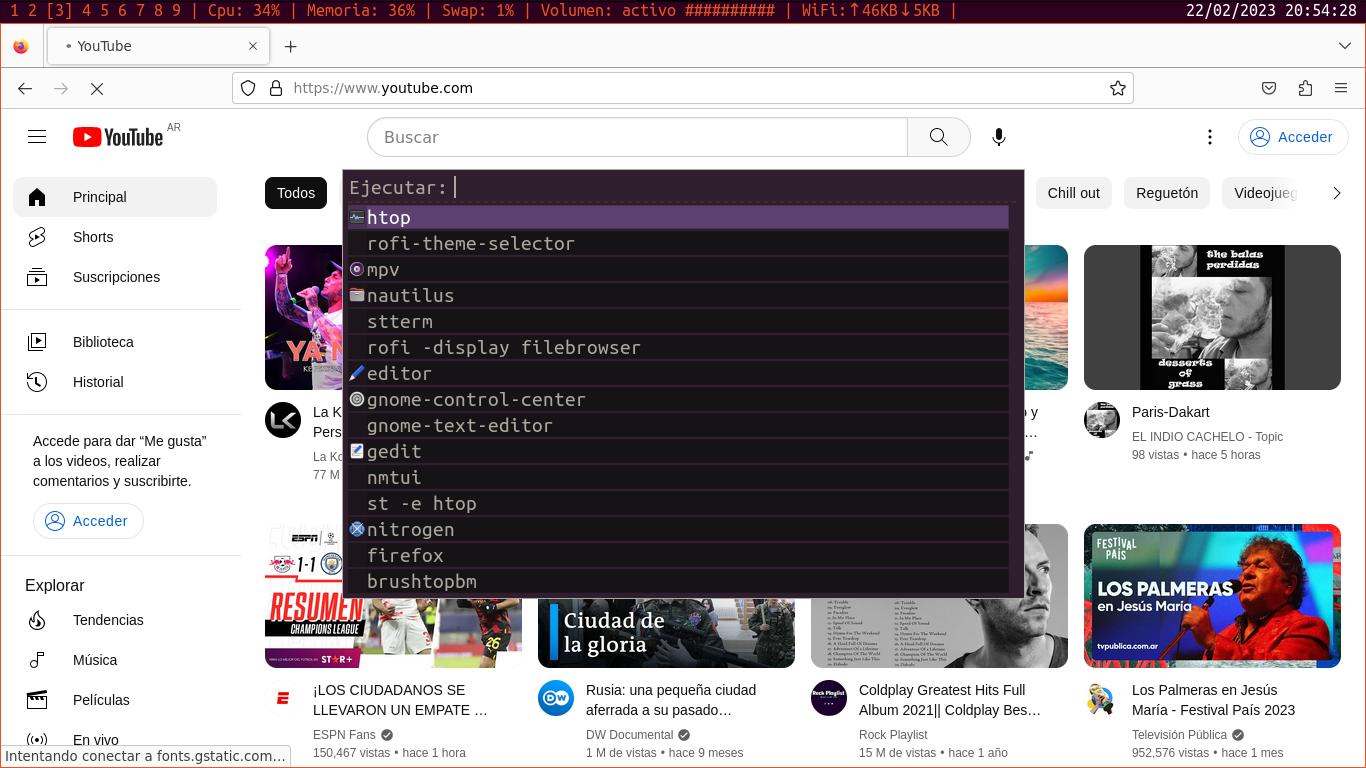 1 2 [3] 4 5 6 7 8 9 | Cpu: 34% | Memoria: 36% | Swap: 1% | Volumen: activo ########## | WiFi:↑46KB↓5KB |
22/02/2023 20:54:28
YouTube
https://www.youtube.com
YouTube AR
Buscar
Acceder
Principal
Shorts
Suscripciones
Biblioteca
Historial
Accede para dar “Me gusta”
a los videos, realizar
comentarios y suscribirte.
Acceder
Explorar
Tendencias
Música
Películas
En vivo
Intentando conectar a fonts.gstatic.com…
Todos
Chill out
Reguetón
Videojueg
Ejecutar:
htop
rofi-theme-selector
mpv
nautilus
stterm
rofi -display filebrowser
editor
gnome-control-center
gnome-text-editor
gedit
nmtui
st -e htop
nitrogen
firefox
brushtopbm
La K
Pers
La Ko
77 M
y
…
the balas
perdidas
desserts
of
grass
Paris-Dakart
EL INDIO CACHELO - Topic
98 vistas • hace 5 horas
ESPN
1-1
RESUMEN
CHAMPIONS LEAGUE
STAR+
26
¡LOS CIUDADANOS SE
LLEVARON UN EMPATE …
ESPN Fans
150,467 vistas • hace 1 hora
Ciudad de
la gloria
DW
Rusia: una pequeña ciudad
aferrada a su pasado…
DW Documental
1 M de vistas • hace 9 meses
Rock Playlist
Coldplay Greatest Hits Full
Album 2021|| Coldplay Bes…
Rock Playlist
15 M de vistas • hace 1 año
FESTIVAL
PAÍS
LOS PALMERAS
en Jesús María
tvpublica.com.ar
Los Palmeras en Jesús
María - Festival País 2023
Televisión Pública
952,576 vistas • hace 1 mes